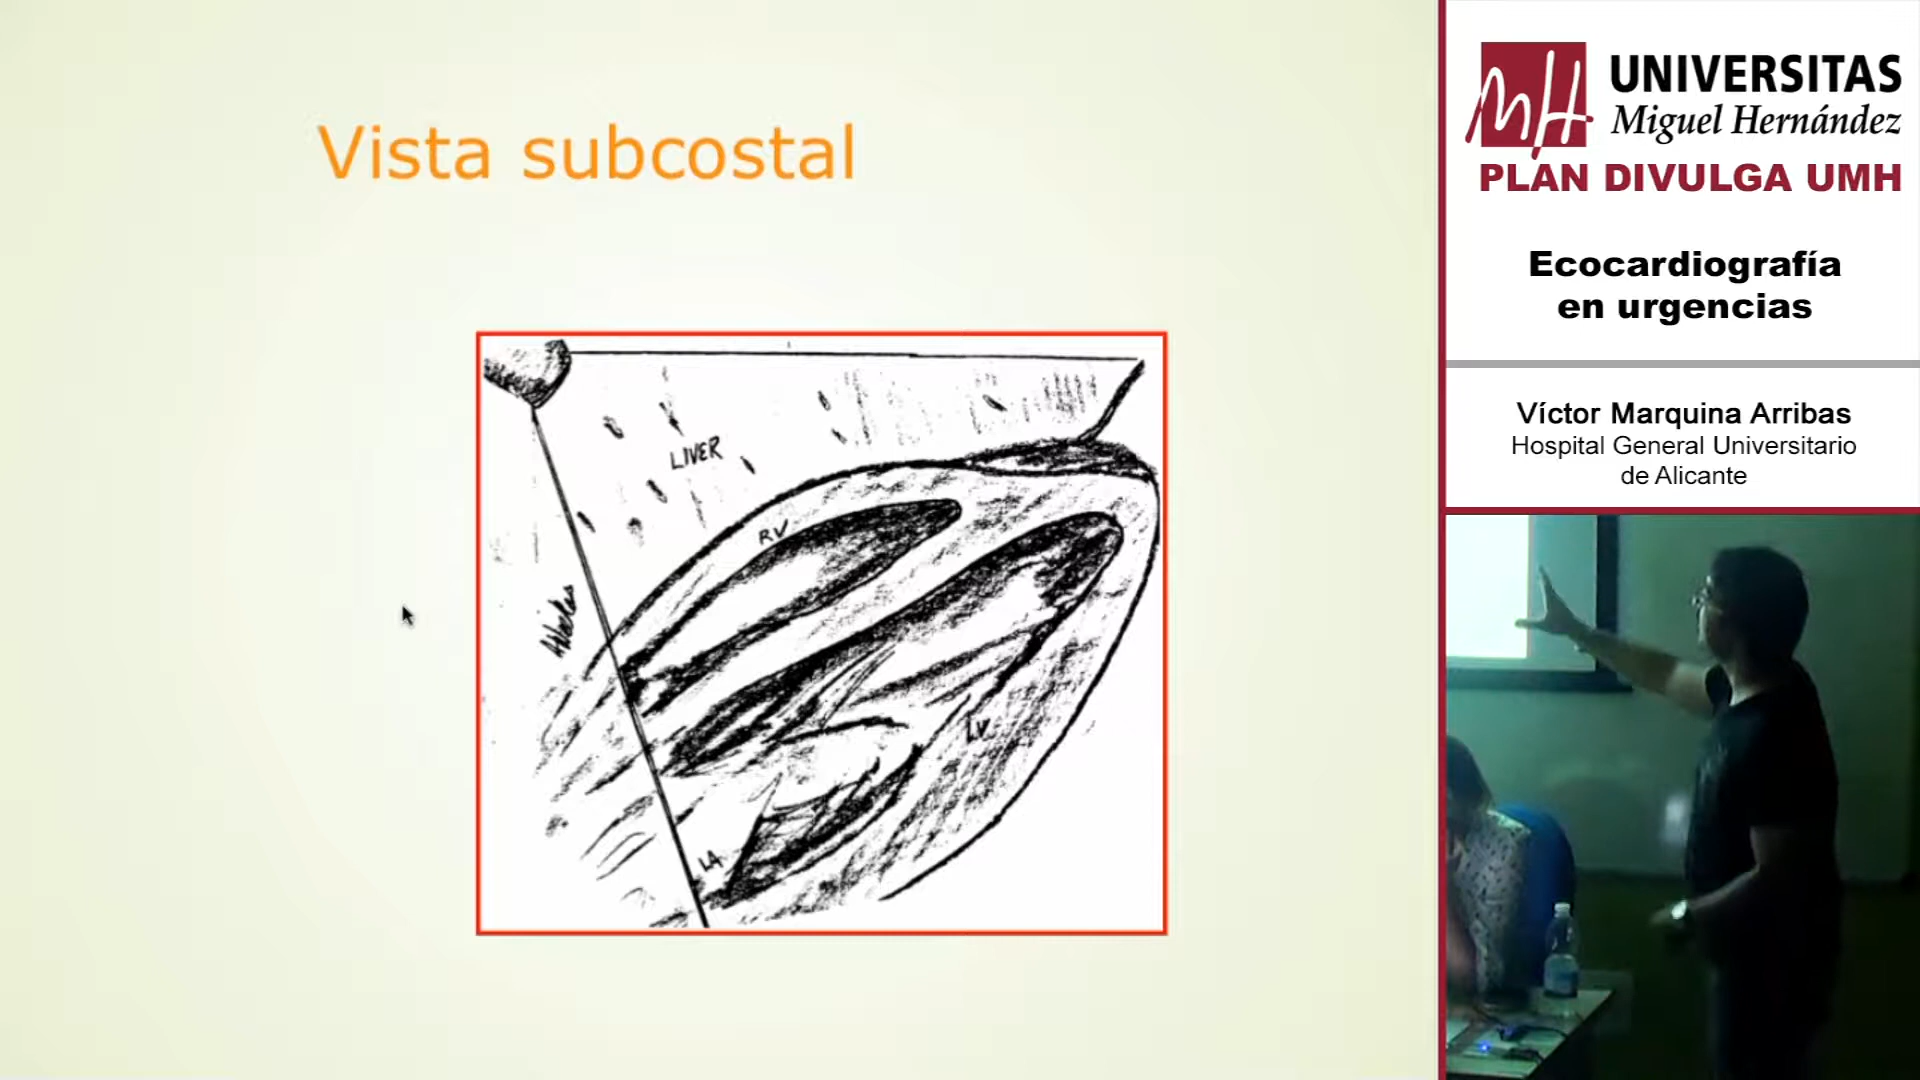 Vista subcostal
LIVER
RV
LV
LA
UNIVERSITAS
Miguel Hernández
PLAN DIVULGA UMH
Ecocardiografía
en urgencias
Víctor Marquina Arribas
Hospital General Universitario
de Alicante